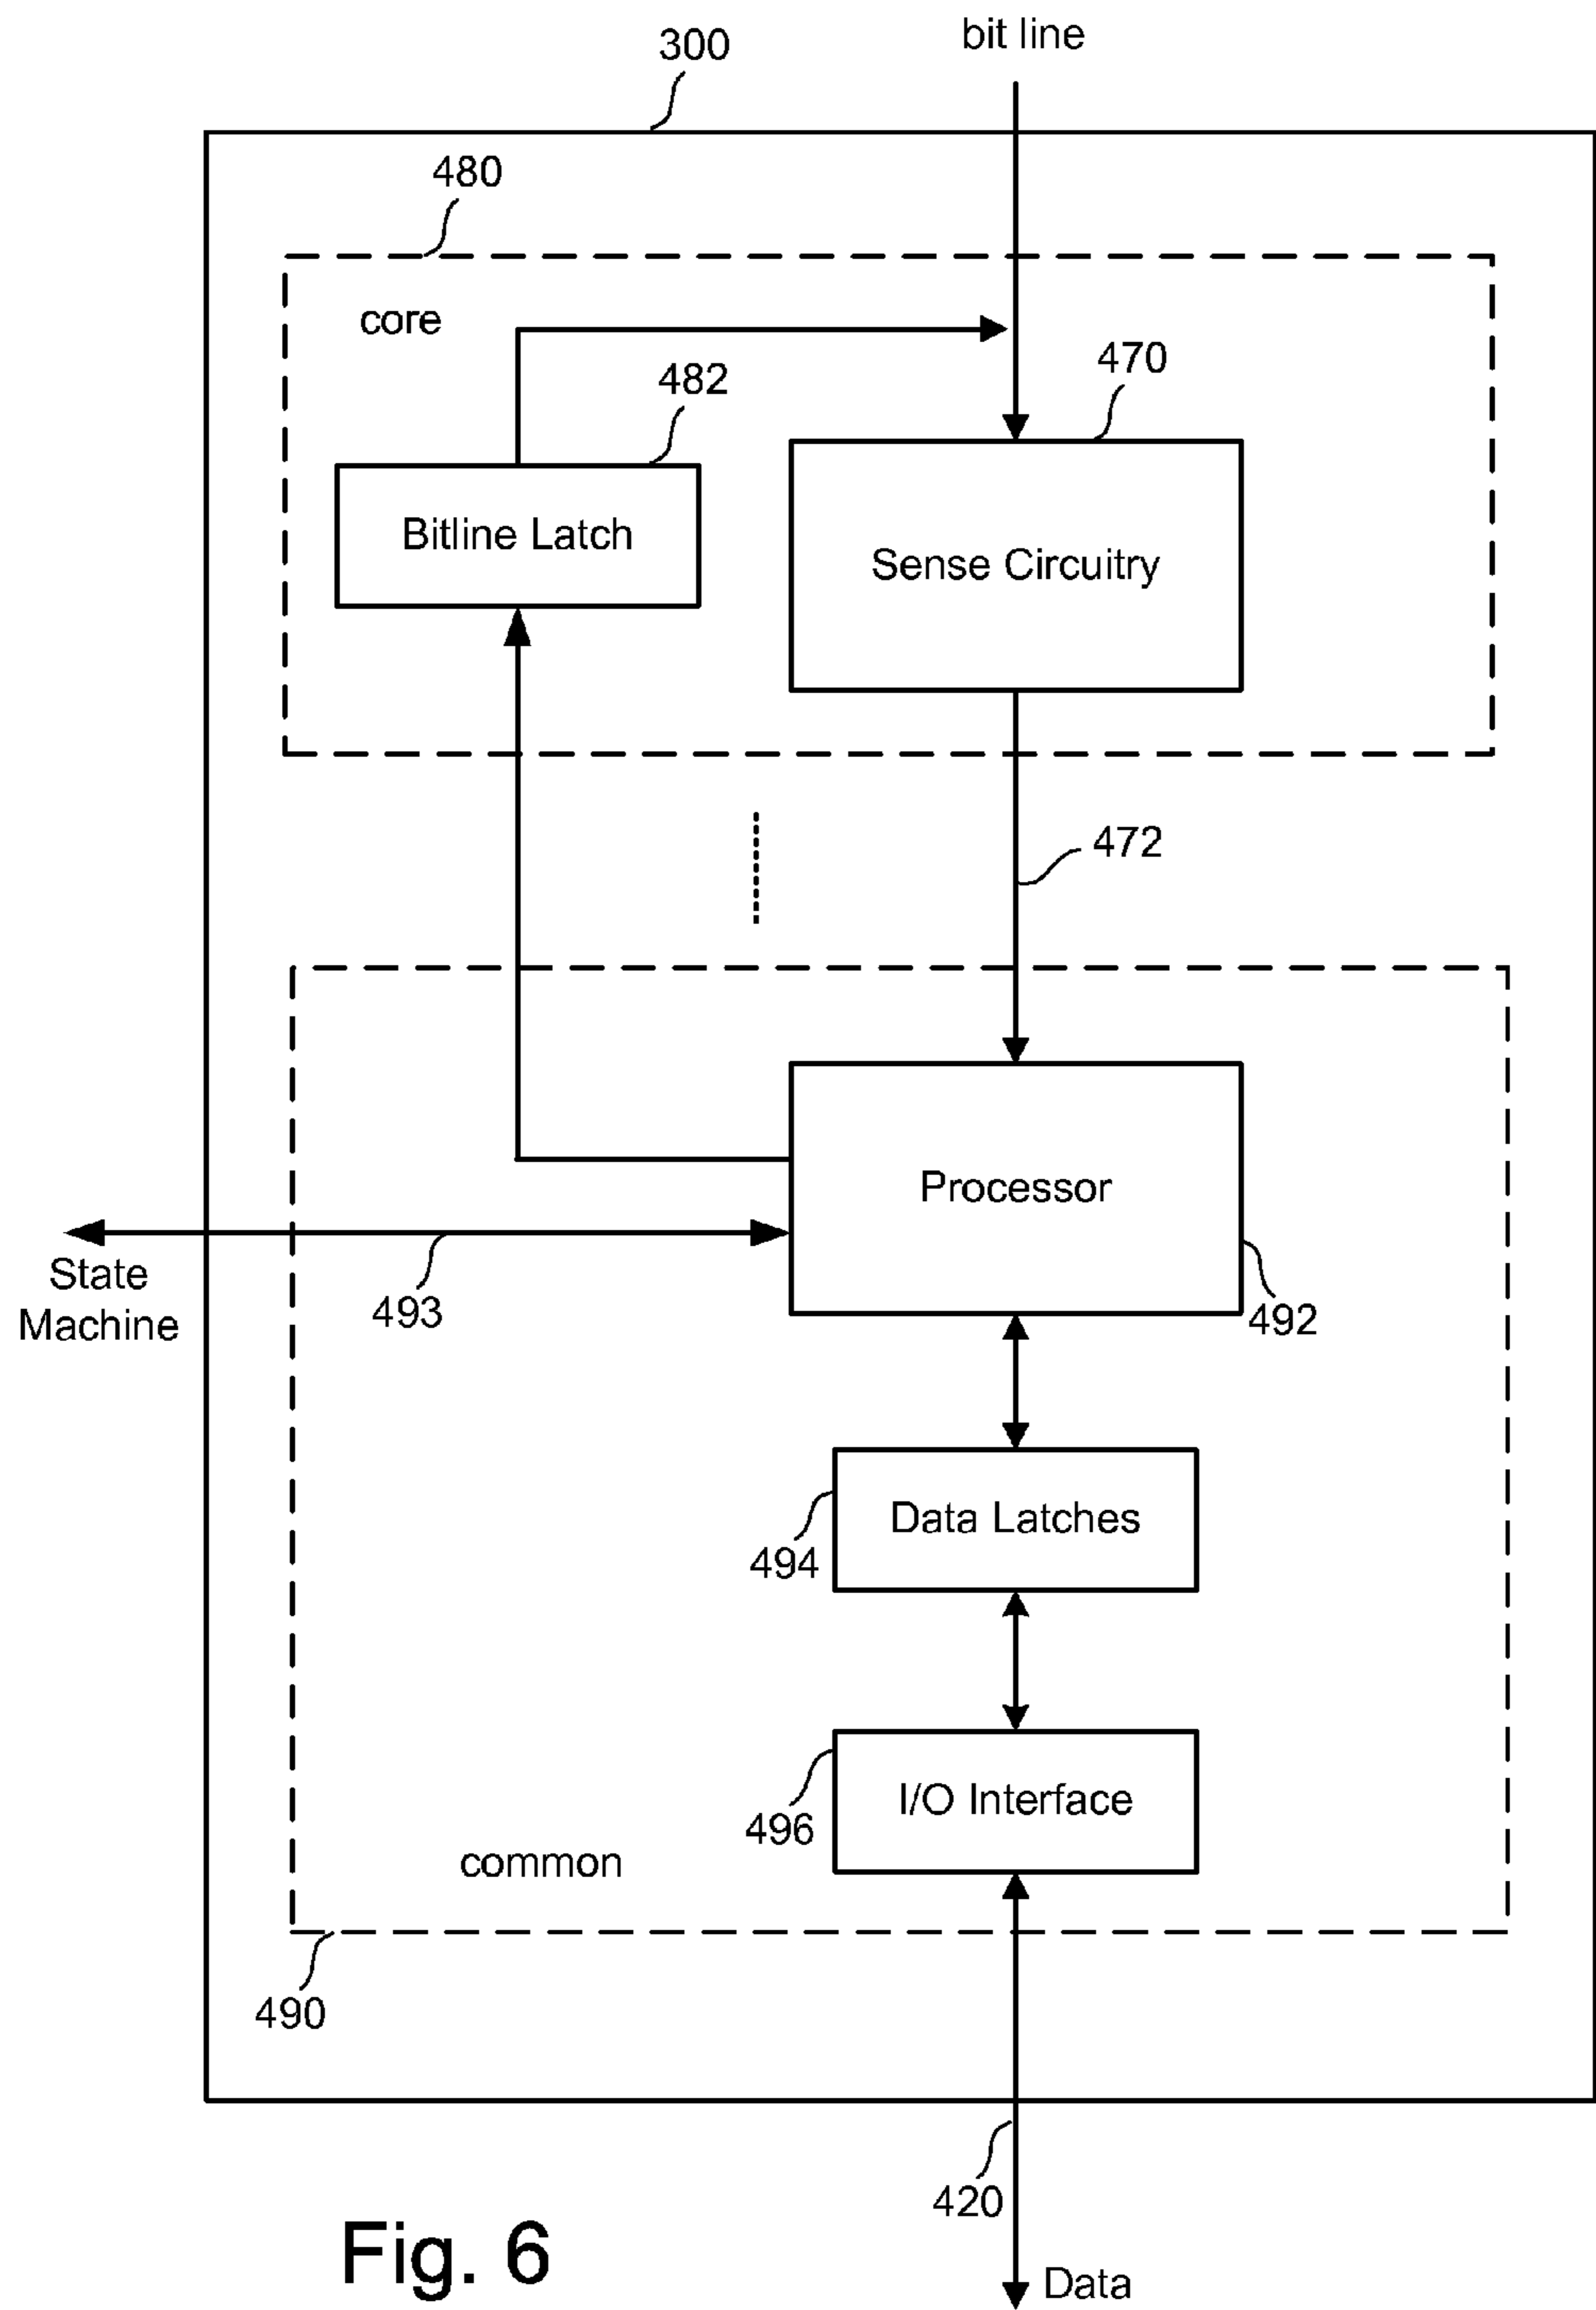 bit line
300
480
core
470
482
Bitline Latch
Sense Circuitry
472
Processor
State
Machine
493
492
Data Latches
494
I/O Interface
496
common
490
420
Fig. 6
Data